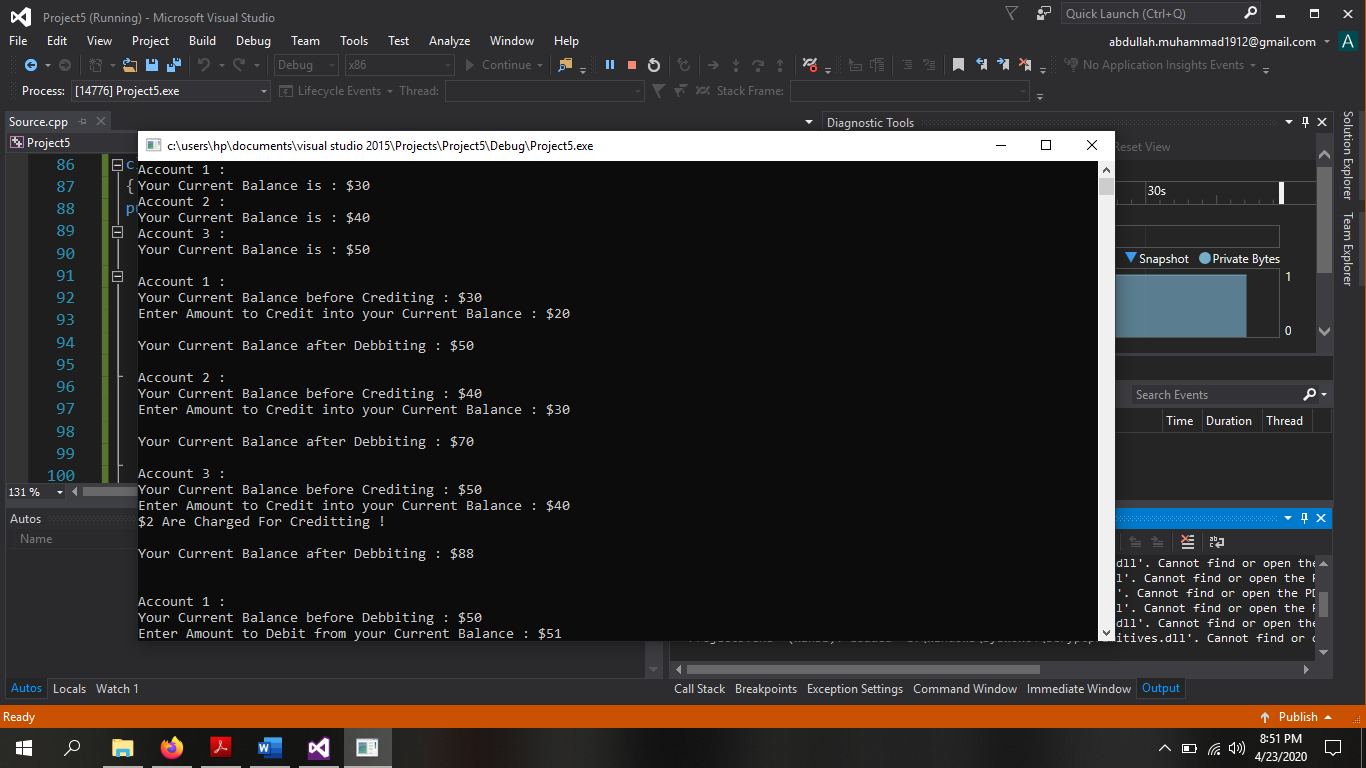 Project5 (Running) - Microsoft Visual Studio
Quick Launch (Ctrl+Q)
File Edit View Project Build Debug Team Tools Test Analyze Window Help
abdullah.muhammad1912@gmail.com A
Debug x86 Continue No Application Insights Events
Process: [14776] Project5.exe Lifecycle Events Thread: Stack Frame:
Source.cpp
Diagnostic Tools
Project5
c:\users\hp\documents\visual studio 2015\Projects\Project5\Debug\Project5.exe
Reset View
86
87 {
88
89
90
91
92
93
94
95
96
97
98
99
100
131 %
Account 1 :
Your Current Balance is : $30
Account 2 :
Your Current Balance is : $40
Account 3 :
Your Current Balance is : $50
Account 1 :
Your Current Balance before Crediting : $30
Enter Amount to Credit into your Current Balance : $20
Your Current Balance after Debbiting : $50
Account 2 :
Your Current Balance before Crediting : $40
Enter Amount to Credit into your Current Balance : $30
Your Current Balance after Debbiting : $70
Account 3 :
Your Current Balance before Crediting : $50
Enter Amount to Credit into your Current Balance : $40
$2 Are Charged For Creditting !
Your Current Balance after Debbiting : $88
Account 1 :
Your Current Balance before Debbiting : $50
Enter Amount to Debit from your Current Balance : $51
30s
Snapshot Private Bytes
1
0
Search Events
Time Duration Thread
Solution Explorer
Team Explorer
Autos
Name
dll'. Cannot find or open the
l'. Cannot find or open the P
'. Cannot find or open the PD
l'. Cannot find or open the P
dll'. Cannot find or open the
itives.dll'. Cannot find or o
Autos Locals Watch 1
Call Stack Breakpoints Exception Settings Command Window Immediate Window Output
Ready
Publish
8:51 PM
4/23/2020